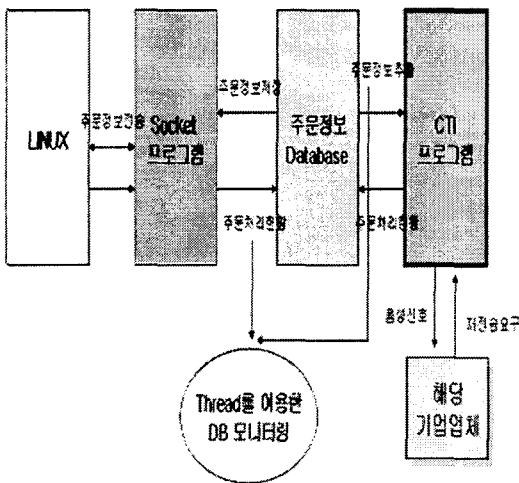 주문정보추출
주문정보저장
주문정보전송
LINUX
Socket
프로그램
주문정보
Database
CTI
프로그램
주문처리현황
주문처리현황
음성신호
재전송요구
Thread를 이용한
DB 모니터링
해당
기업업체